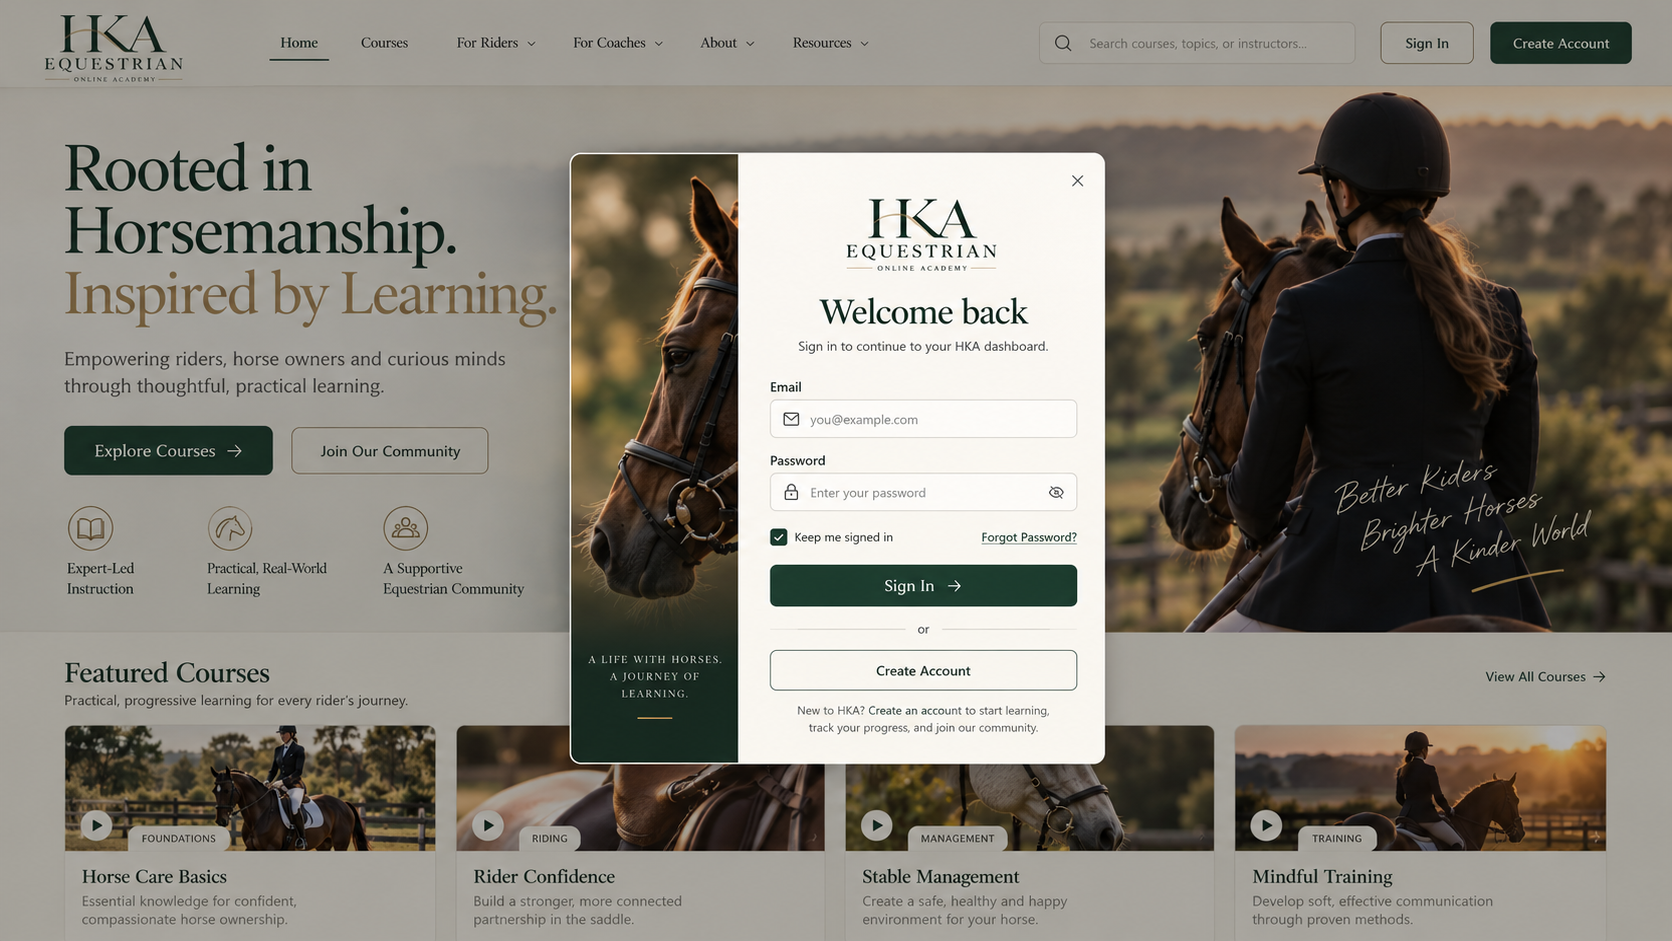 HKA
EQUESTRIAN
ONLINE ACADEMY
Home
Courses
For Riders
For Coaches
About
Resources
Search courses, topics, or instructors...
Sign In
Create Account
Rooted in
Horsemanship.
Inspired by Learning.
Empowering riders, horse owners and curious minds
through thoughtful, practical learning.
Explore Courses →
Join Our Community
Expert-Led
Instruction
Practical, Real-World
Learning
A Supportive
Equestrian Community
Better Riders
Brighter Horses
A Kinder World
A LIFE WITH HORSES.
A JOURNEY OF
LEARNING.
HKA
EQUESTRIAN
ONLINE ACADEMY
Welcome back
Sign in to continue to your HKA dashboard.
Email
you@example.com
Password
Enter your password
Keep me signed in
Forgot Password?
Sign In →
or
Create Account
New to HKA? Create an account to start learning,
track your progress, and join our community.
Featured Courses
Practical, progressive learning for every rider's journey.
View All Courses →
FOUNDATIONS
Horse Care Basics
Essential knowledge for confident,
compassionate horse ownership.
RIDING
Rider Confidence
Build a stronger, more connected
partnership in the saddle.
MANAGEMENT
Stable Management
Create a safe, healthy and happy
environment for your horse.
TRAINING
Mindful Training
Develop soft, effective communication
through proven methods.